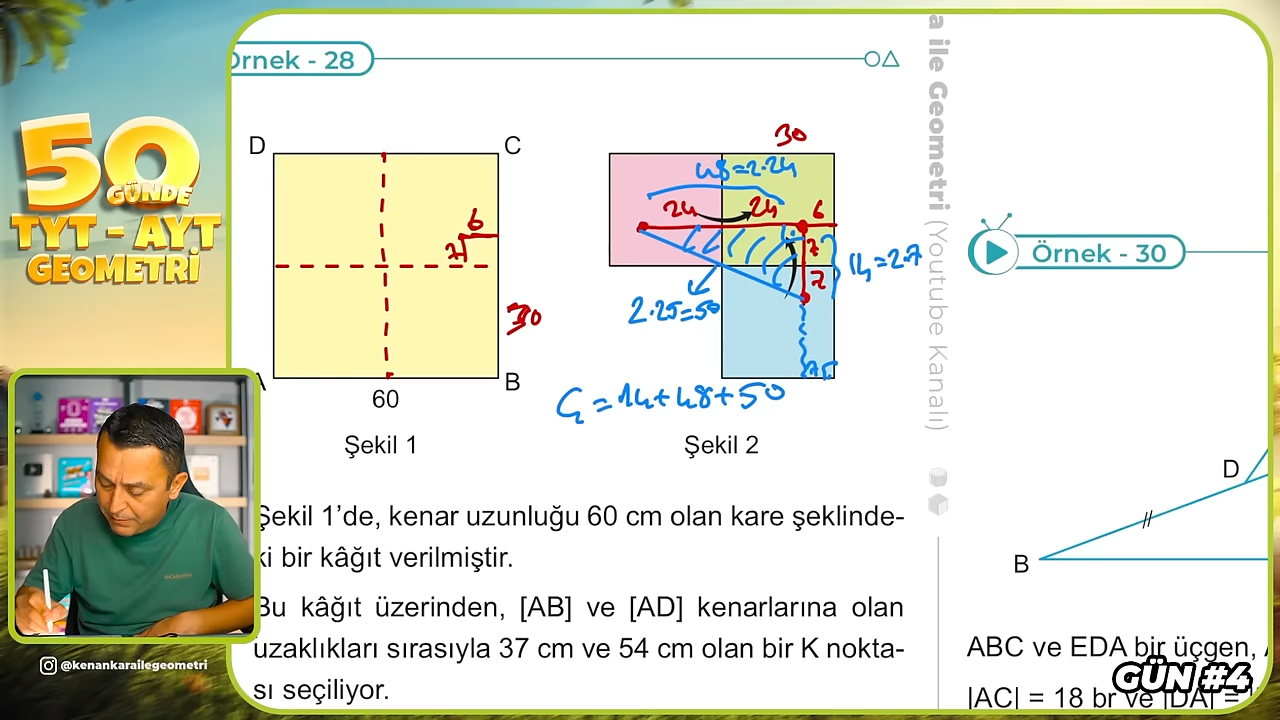 50
GÜNDE
TYT - AYT
GEOMETRİ
@kenankarailegeometri
Örnek - 28
D
C
A
B
60
6
7
30
Şekil 1
30
48=2.24
24
24
6
7
7
14=2.7
2.25=50
Ç=14+48+50
Şekil 2
Şekil 1’de, kenar uzunluğu 60 cm olan kare şeklinde-
ki bir kâğıt verilmiştir.
Bu kâğıt üzerinden, [AB] ve [AD] kenarlarına olan
uzaklıkları sırasıyla 37 cm ve 54 cm olan bir K nokta-
sı seçiliyor.
a ile Geometri (Youtube Kanalı)
Örnek - 30
D
B
ABC ve EDA bir üçgen,
|AC| = 18 br ve |DA| =
GÜN #4